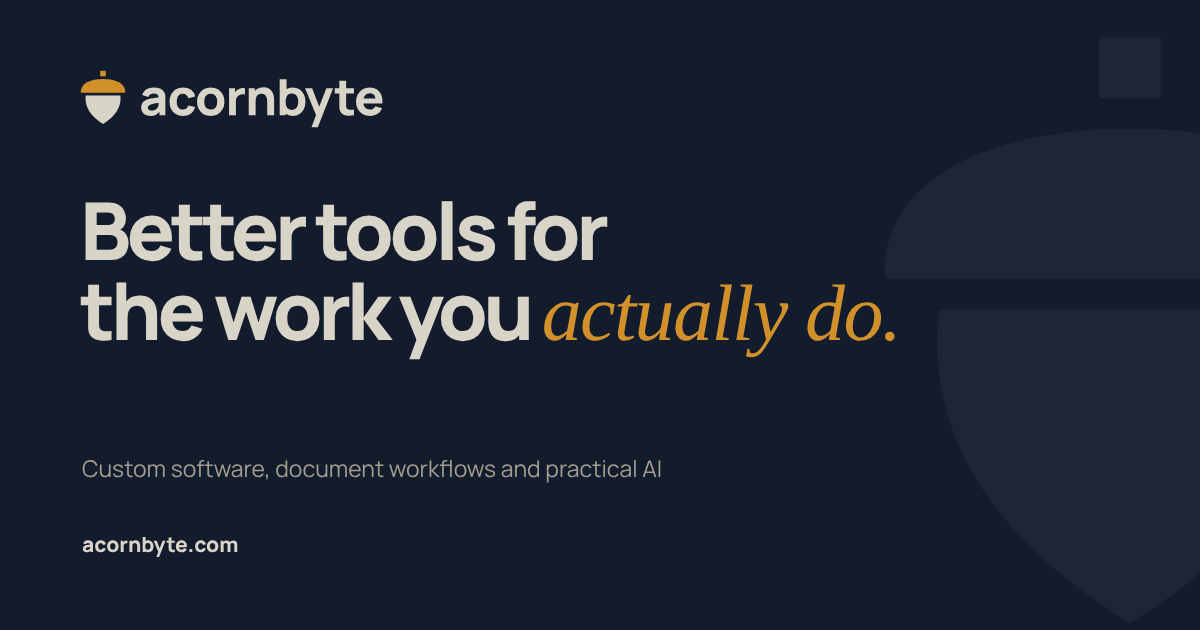 acornbyte
Better tools for
the work you actually do.
Custom software, document workflows and practical AI
acornbyte.com